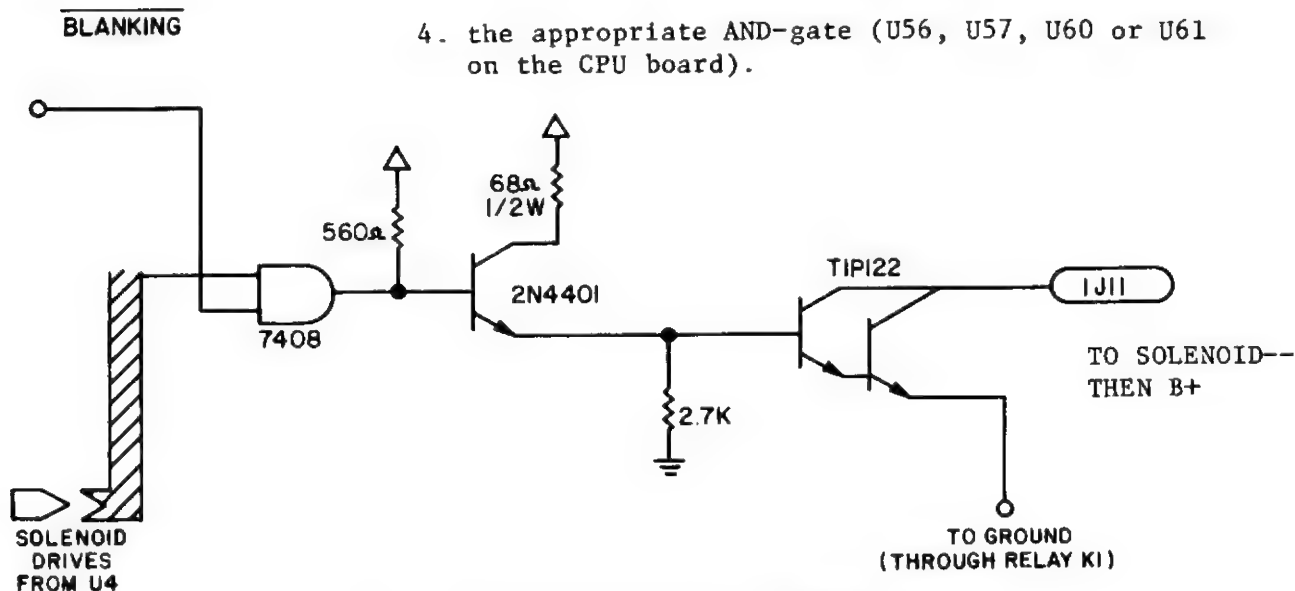 BLANKING
4. the appropriate AND-gate (U56, U57, U60 or U61
on the CPU board).
68Ω
1/2W
560Ω
7408
2N4401
TIP122
1J11
TO SOLENOID--
THEN B+
2.7K
SOLENOID
DRIVES
FROM U4
TO GROUND
(THROUGH RELAY K1)